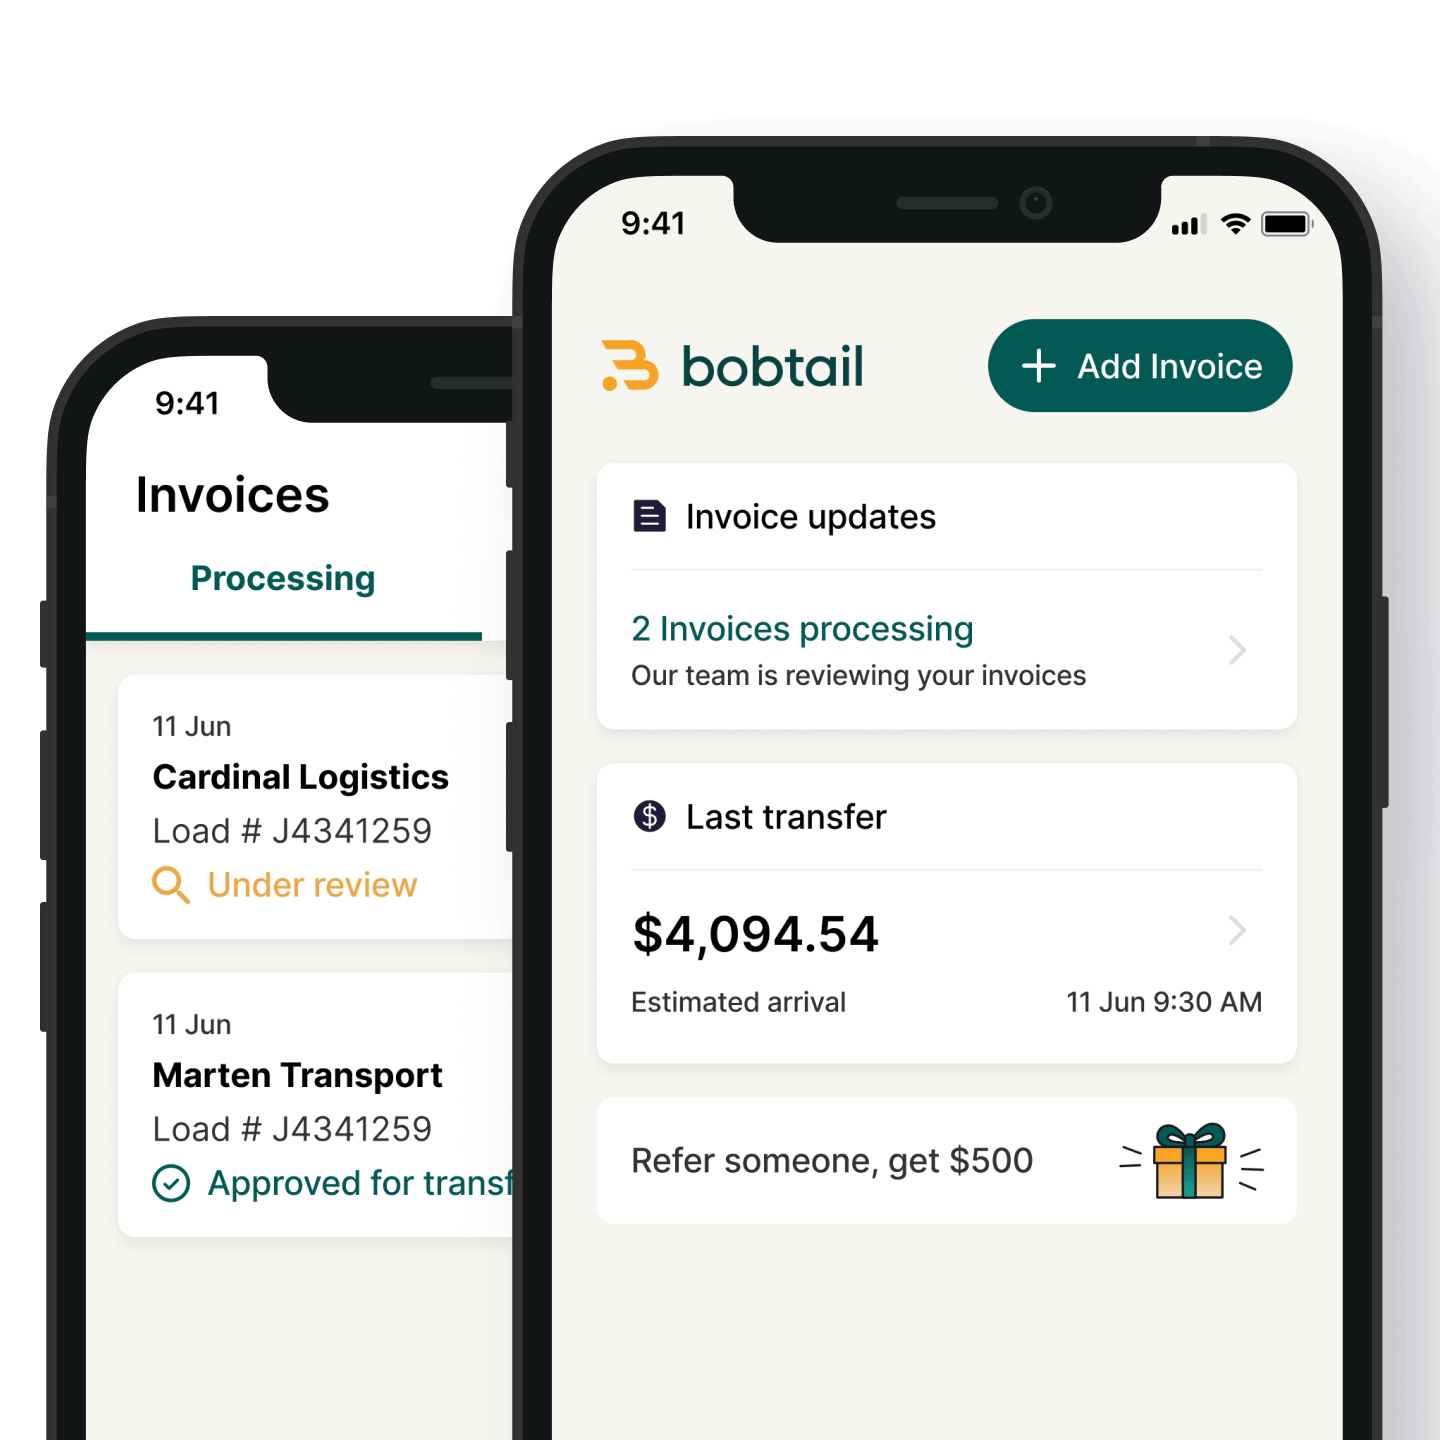 9:41
Invoices
Processing
11 Jun
Cardinal Logistics
Load # J4341259
Under review
11 Jun
Marten Transport
Load # J4341259
Approved for transf
9:41
bobtail
+ Add Invoice
Invoice updates
2 Invoices processing
Our team is reviewing your invoices
$ Last transfer
$4,094.54
Estimated arrival 11 Jun 9:30 AM
Refer someone, get $500